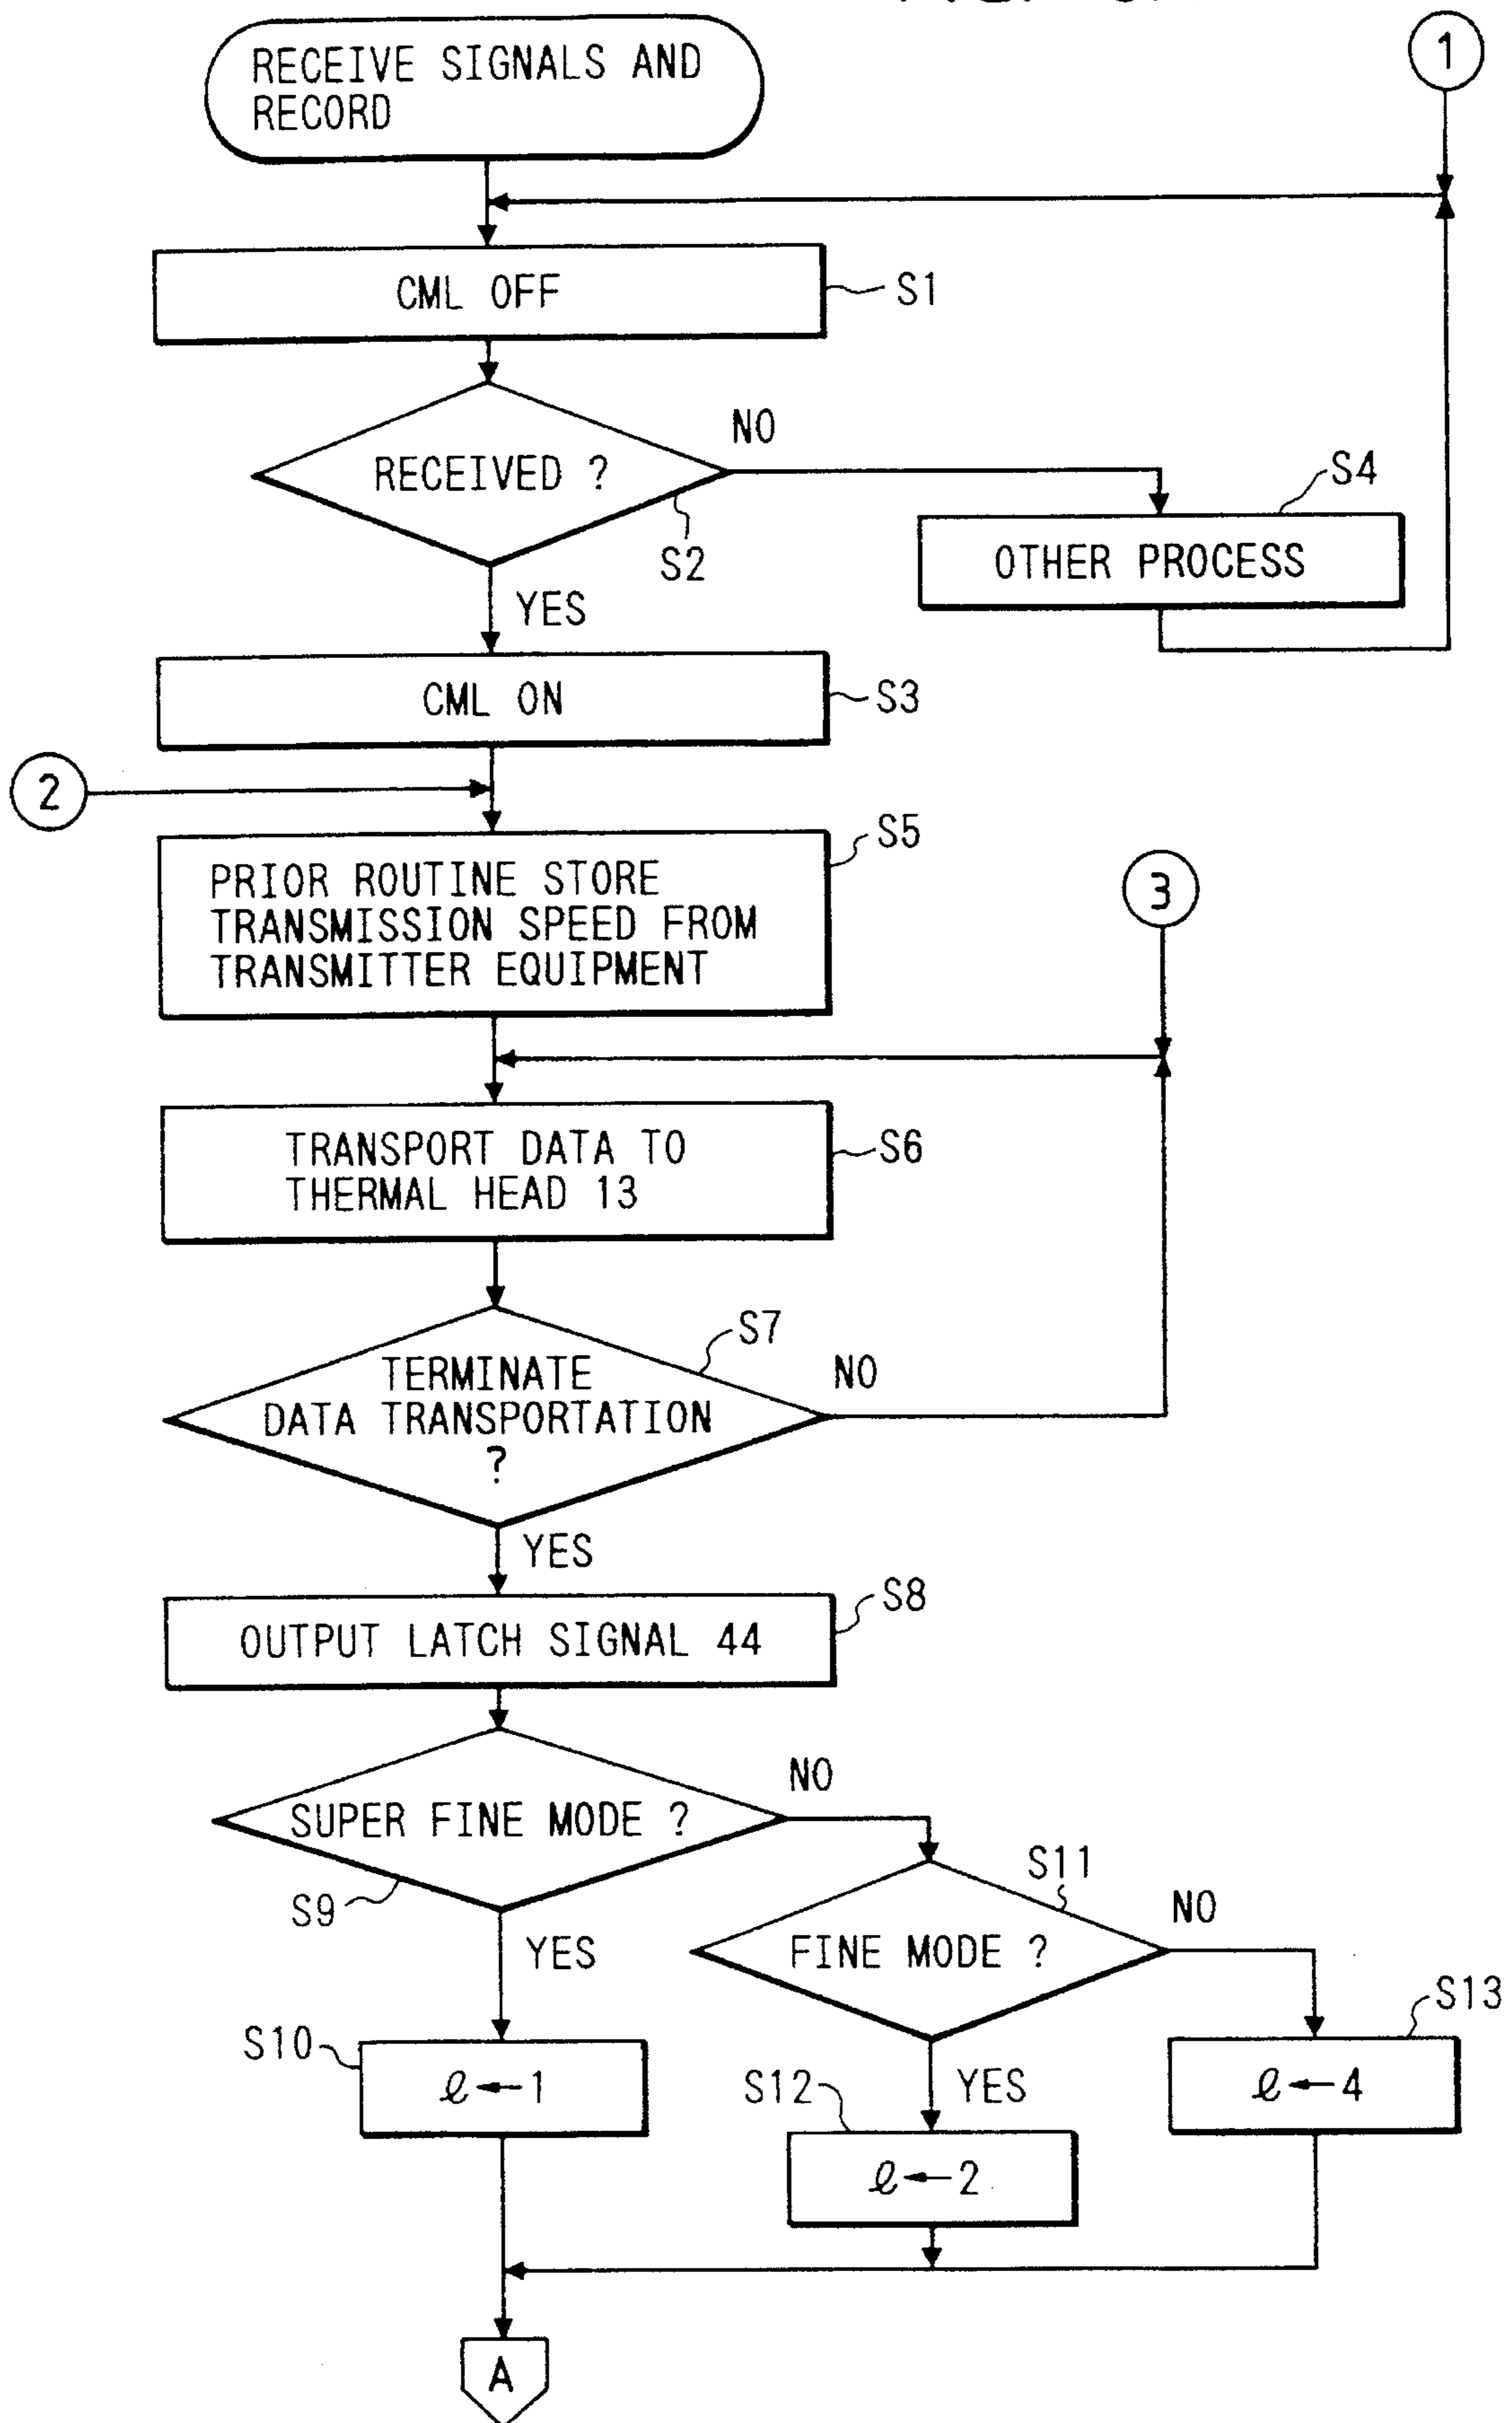 RECEIVE SIGNALS AND
RECORD
1
CML OFF
S1
RECEIVED ?
NO
S2
S4
OTHER PROCESS
YES
CML ON
S3
2
S5
PRIOR ROUTINE STORE
TRANSMISSION SPEED FROM
TRANSMITTER EQUIPMENT
3
TRANSPORT DATA TO
THERMAL HEAD 13
S6
S7
TERMINATE
DATA TRANSPORTATION
?
NO
YES
S8
OUTPUT LATCH SIGNAL 44
SUPER FINE MODE ?
NO
S9
YES
S11
FINE MODE ?
NO
S10
ℓ←1
S12
YES
ℓ←2
S13
ℓ←4
A